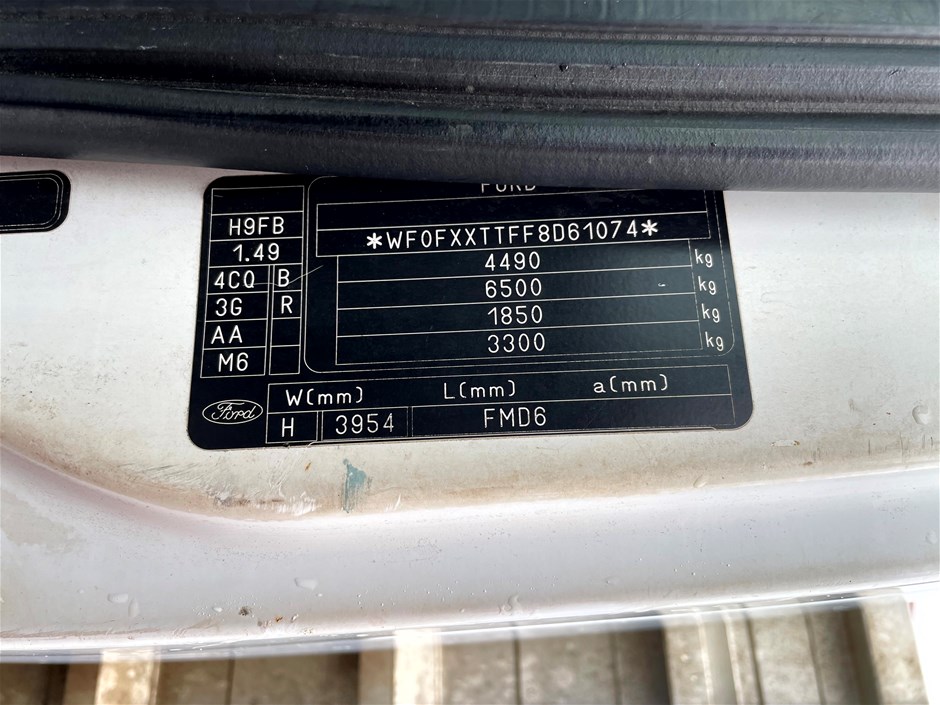 FORD
H9FB
*WF0FXXTTFF8D61074*
1.49
4490 kg
4CQ B
6500 kg
3G R
1850 kg
AA
3300 kg
M6
W(mm) L(mm) a(mm)
Ford
H 3954 FMD6